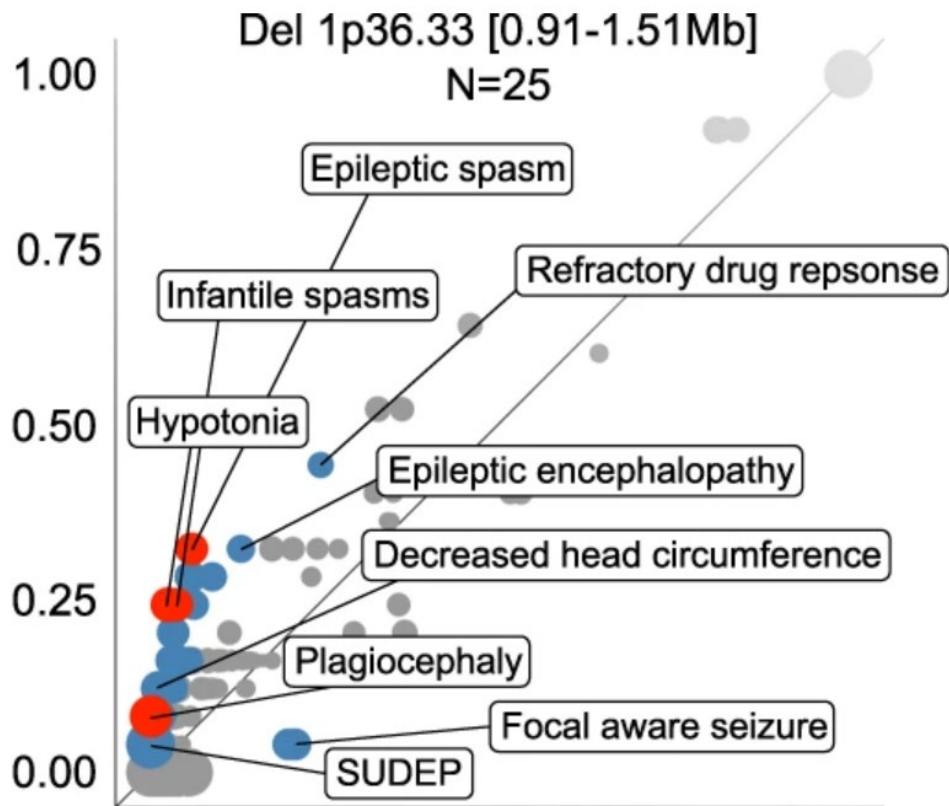 Del 1p36.33 [0.91-1.51Mb]
N=25
1.00
Epileptic spasm
0.75
Refractory drug repsonse
Infantile spasms
0.50
Hypotonia
Epileptic encephalopathy
Decreased head circumference
0.25
Plagiocephaly
Focal aware seizure
0.00
SUDEP